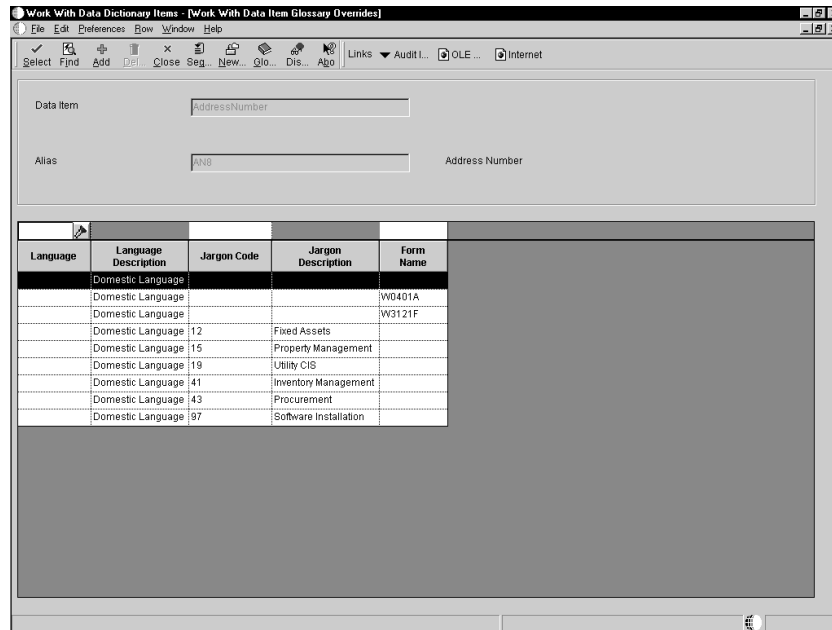 Work With Data Dictionary Items - [Work With Data Item Glossary Overrides]
File Edit Preferences Row Window Help
Select Find Add Del... Close Seq... New... Glo... Dis... Abo Links Audit I... OLE ... Internet
Data Item AddressNumber
Alias AN8 Address Number
Language Language Description Jargon Code Jargon Description Form Name
Domestic Language
Domestic Language W0401A
Domestic Language W3121F
Domestic Language 12 Fixed Assets
Domestic Language 15 Property Management
Domestic Language 19 Utility CIS
Domestic Language 41 Inventory Management
Domestic Language 43 Procurement
Domestic Language 97 Software Installation